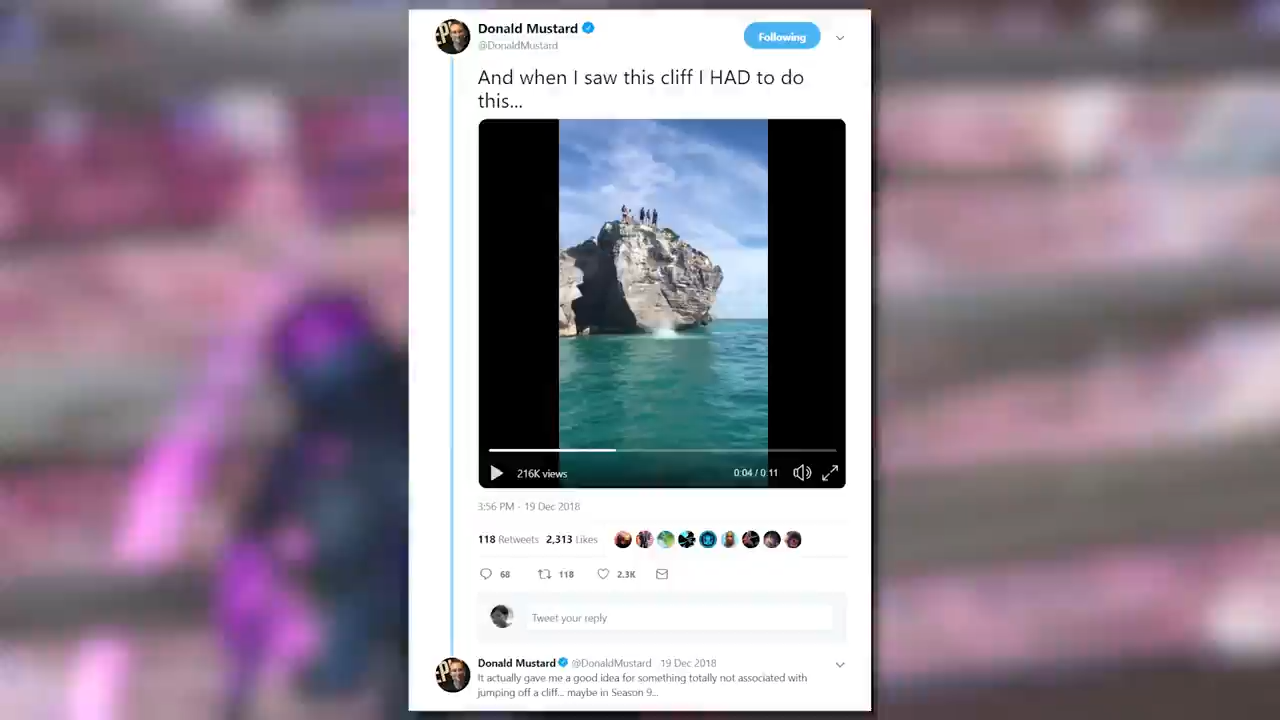 Donald Mustard
@DonaldMustard
Following
And when I saw this cliff I HAD to do
this...
216K views
0:04 / 0:11
3:56 PM - 19 Dec 2018
118 Retweets 2,313 Likes
68 118 2.3K
Tweet your reply
Donald Mustard @DonaldMustard 19 Dec 2018
It actually gave me a good idea for something totally not associated with
jumping off a cliff... maybe in Season 9...